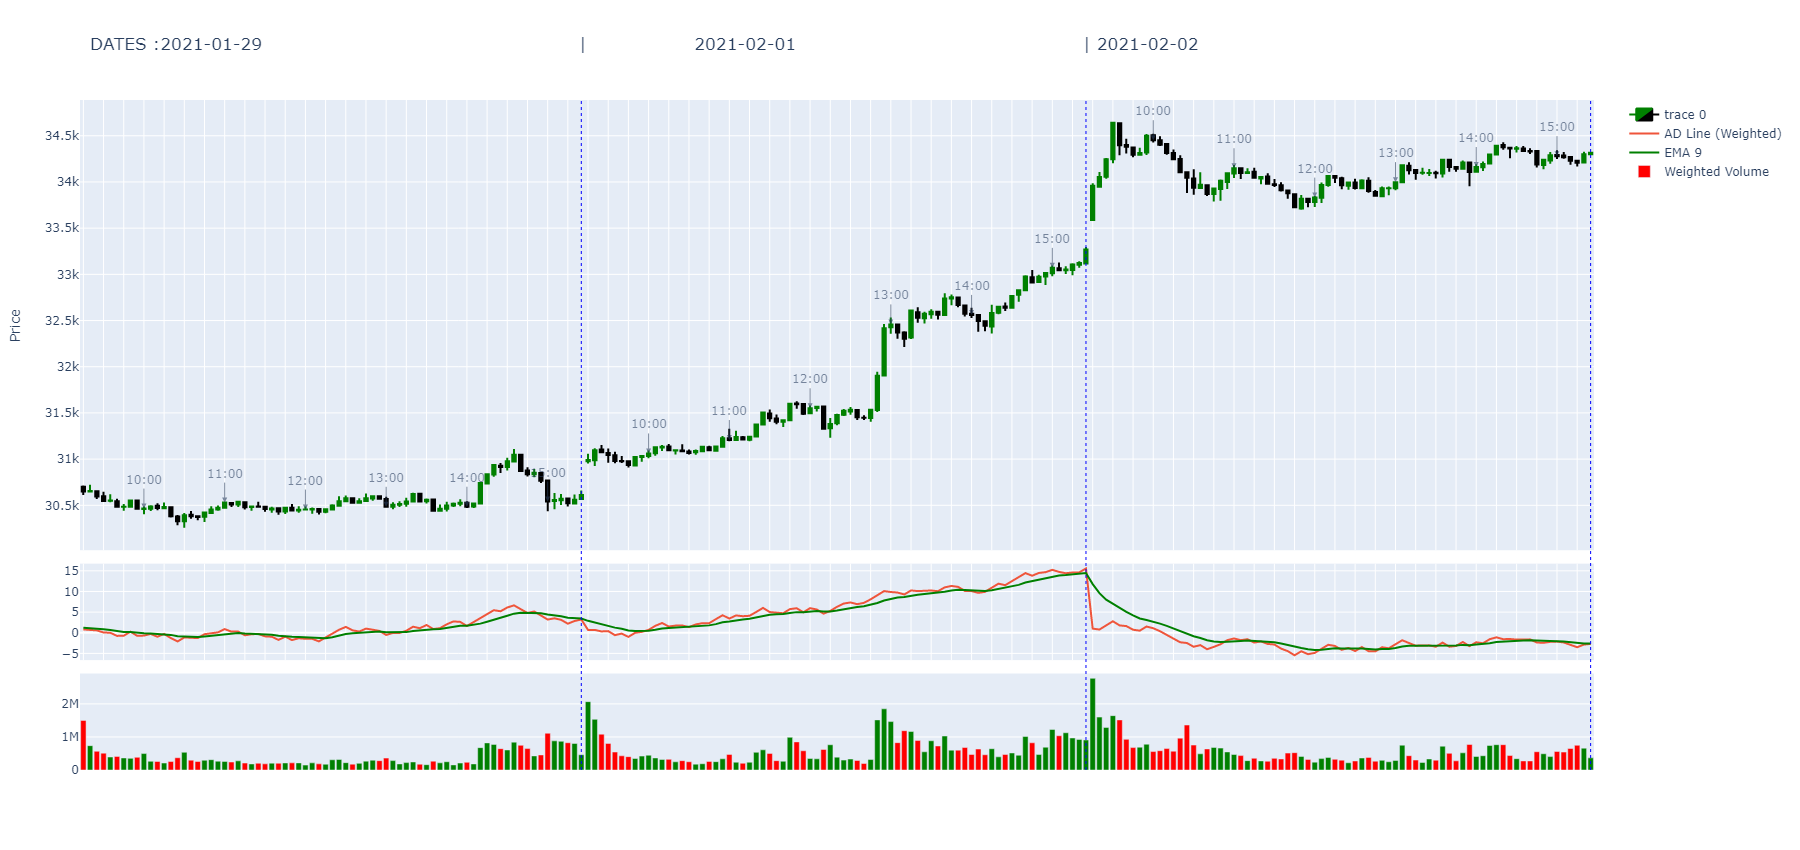 DATES :2021-01-29 | 2021-02-01 | 2021-02-02
Price
34.5k
34k
33.5k
33k
32.5k
32k
31.5k
31k
30.5k
10:00 11:00 12:00 13:00 14:00 15:00
10:00 11:00 12:00 13:00 14:00 15:00
10:00 11:00 12:00 13:00 14:00 15:00
15
10
5
0
−5
2M
1M
0
trace 0
AD Line (Weighted)
EMA 9
Weighted Volume